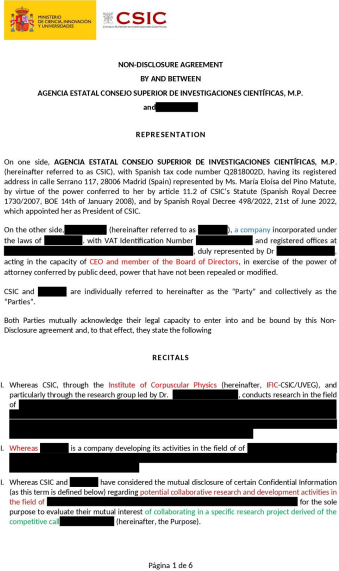 MINISTERIO
DE CIENCIA, INNOVACIÓN
Y UNIVERSIDADES
CSIC
NON-DISCLOSURE AGREEMENT
BY AND BETWEEN
AGENCIA ESTATAL CONSEJO SUPERIOR DE INVESTIGACIONES CIENTÍFICAS, M.P.
and
REPRESENTATION
On one side, AGENCIA ESTATAL CONSEJO SUPERIOR DE INVESTIGACIONES CIENTÍFICAS, M.P.
(hereinafter referred to as CSIC), with Spanish tax code number Q2818002D, having its registered
address in calle Serrano 117, 28006 Madrid (Spain) represented by Ms. María Eloísa del Pino Matute,
by virtue of the power conferred to her by article 11.2 of CSIC's Statute (Spanish Royal Decree
1730/2007, BOE 14th of January 2008), and by Spanish Royal Decree 498/2022, 21st of June 2022,
which appointed her as President of CSIC.
On the other side, (hereinafter referred to as ), a company incorporated under
the laws of , with VAT Identification Number and registered offices at
, duly represented by Dr ,
acting in the capacity of CEO and member of the Board of Directors, in exercise of the power of
attorney conferred by public deed, power that have not been repealed or modified.
CSIC and are individually referred to hereinafter as the "Party" and collectively as the
"Parties".
Both Parties mutually acknowledge their legal capacity to enter into and be bound by this Non-
Disclosure agreement and, to that effect, they state the following
RECITALS
I. Whereas CSIC, through the Institute of Corpuscular Physics (hereinafter, IFIC-CSIC/UVEG), and
particularly through the research group led by Dr. , conducts research in the field
of
I. Whereas is a company developing its activities in the field of of
I. Whereas CSIC and have considered the mutual disclosure of certain Confidential Information
(as this term is defined below) regarding potential collaborative research and development activities in
the field of for the sole
purpose to evaluate their mutual interest of collaborating in a specific research project derived of the
competitive call (hereinafter, the Purpose).
Página 1 de 6